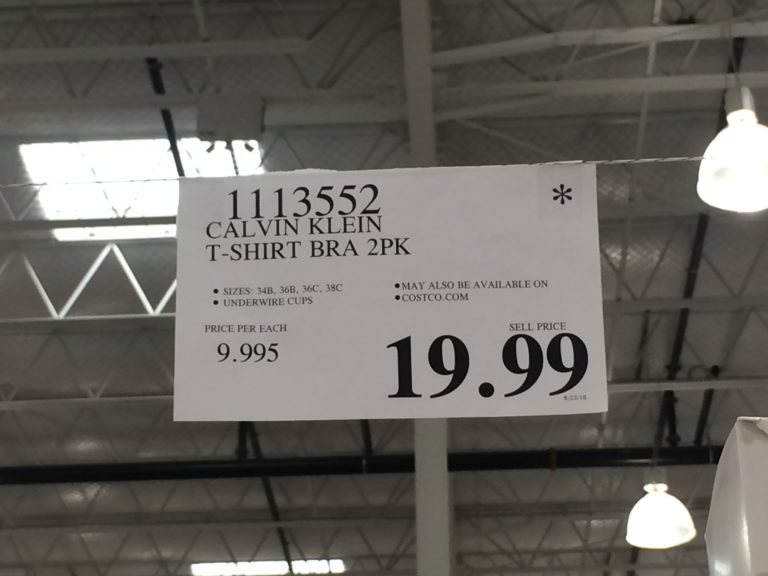 1113552 *
CALVIN KLEIN
T-SHIRT BRA 2PK
• SIZES: 34B, 36B, 36C, 38C
• UNDERWIRE CUPS
• MAY ALSO BE AVAILABLE ON
• COSTCO.COM
PRICE PER EACH
9.995
SELL PRICE
19.99